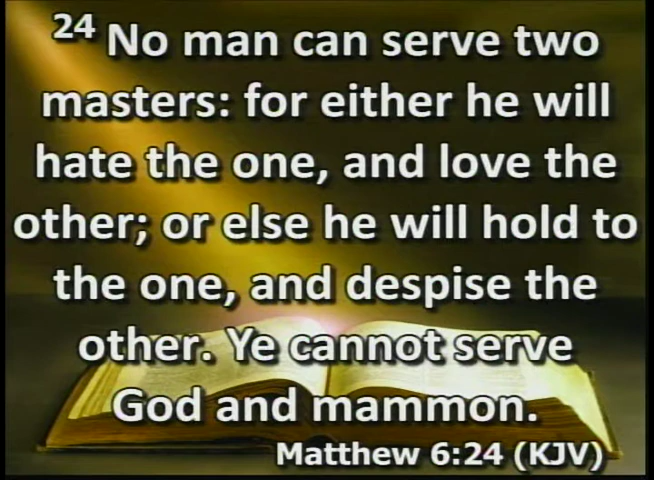 24 No man can serve two
masters: for either he will
hate the one, and love the
other; or else he will hold to
the one, and despise the
other. Ye cannot serve
God and mammon.
Matthew 6:24 (KJV)